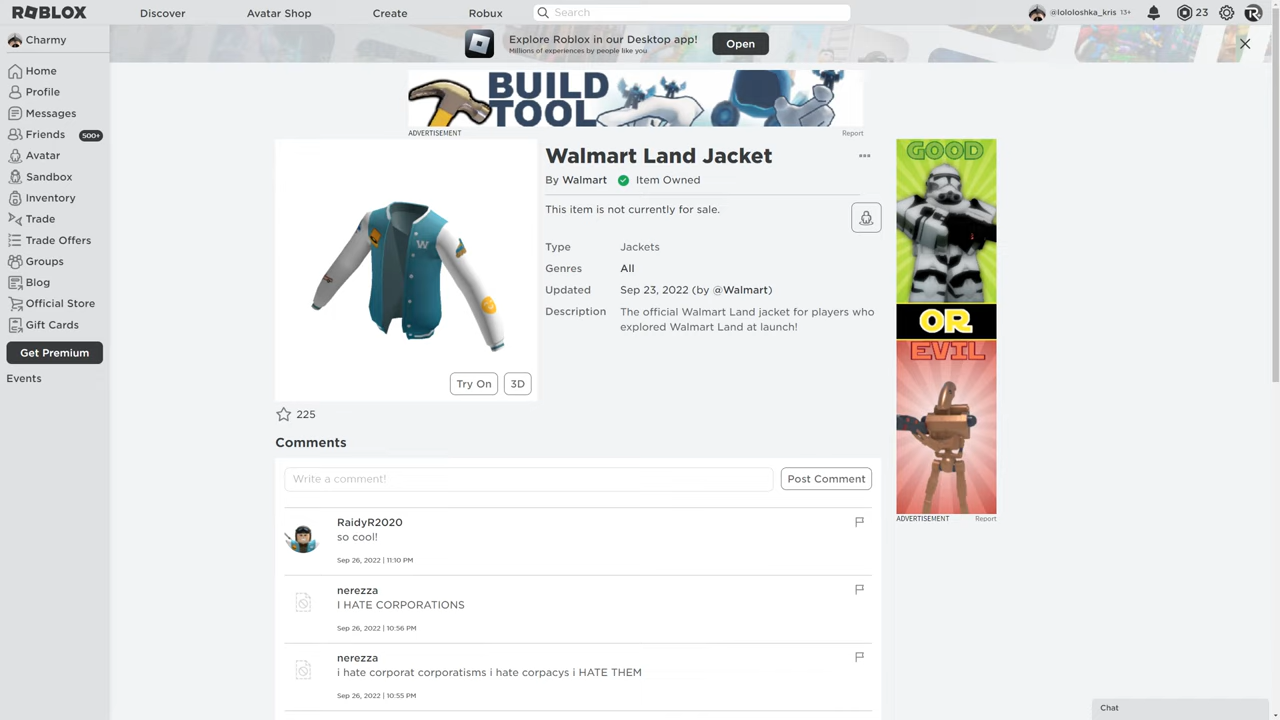 ROBLOX
Discover
Avatar Shop
Create
Robux
Search
@lololoshka_kris 13+
23
Chamny
Explore Roblox in our Desktop app!
Millions of experiences by people like you
Open
Home
Profile
Messages
Friends 500+
Avatar
Sandbox
Inventory
Trade
Trade Offers
Groups
Blog
Official Store
Gift Cards
Get Premium
Events
BUILD
TOOL
ADVERTISEMENT
Report
W
Try On
3D
225
Walmart Land Jacket
By Walmart Item Owned
This item is not currently for sale.
Type Jackets
Genres All
Updated Sep 23, 2022 (by @Walmart)
Description The official Walmart Land jacket for players who
explored Walmart Land at launch!
GOOD
OR
EVIL
ADVERTISEMENT
Report
Comments
Write a comment!
Post Comment
RaidyR2020
so cool!
Sep 26, 2022 | 11:10 PM
nerezza
I HATE CORPORATIONS
Sep 26, 2022 | 10:56 PM
nerezza
i hate corporat corporatisms i hate corpacys i HATE THEM
Sep 26, 2022 | 10:55 PM
Chat